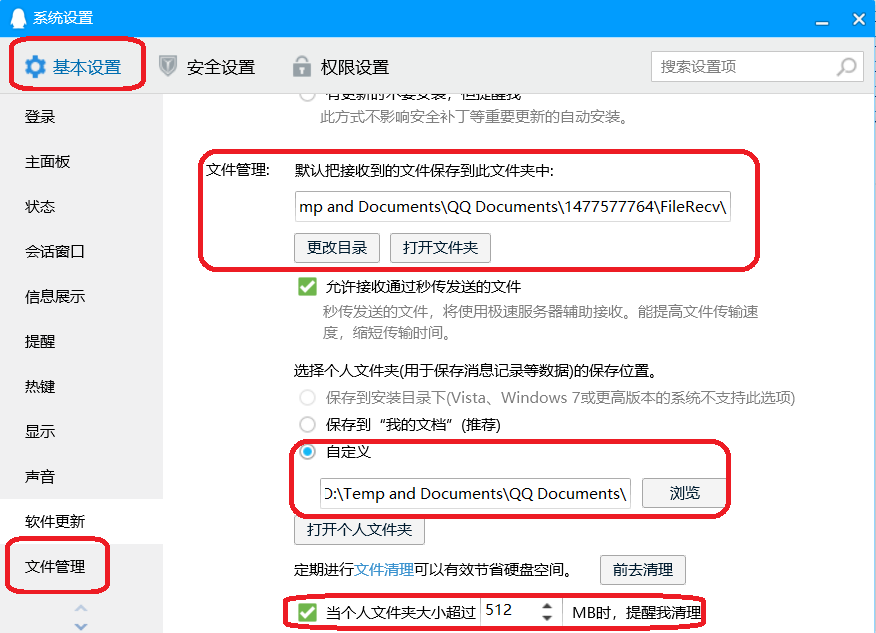 系统设置
基本设置
安全设置
权限设置
搜索设置项
登录
主面板
状态
会话窗口
信息展示
提醒
热键
显示
声音
软件更新
文件管理
有更新时不要安装，但提醒我
此方式不影响安全补丁等重要更新的自动安装。
文件管理: 默认把接收到的文件保存到此文件夹中:
mp and Documents\QQ Documents\1477577764\FileRecv\
更改目录 打开文件夹
允许接收通过秒传发送的文件
秒传发送的文件，将使用极速服务器辅助接收。能提高文件传输速
度，缩短传输时间。
选择个人文件夹(用于保存消息记录等数据)的保存位置。
保存到安装目录下(Vista、Windows 7或更高版本的系统不支持此选项)
保存到“我的文档”(推荐)
自定义
D:\Temp and Documents\QQ Documents\ 浏览
打开个人文件夹
定期进行文件清理可以有效节省硬盘空间。 前去清理
当个人文件夹大小超过 512 MB时，提醒我清理